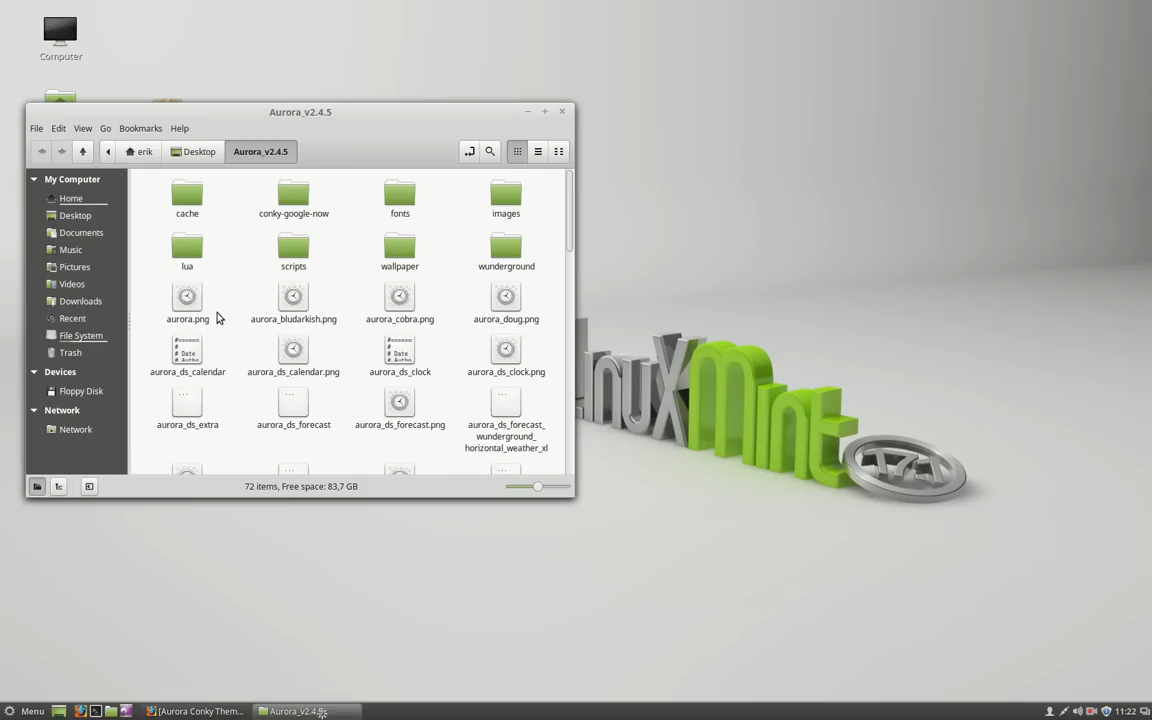 Computer
Aurora_v2.4.5
File Edit View Go Bookmarks Help
erik Desktop Aurora_v2.4.5
My Computer
Home
Desktop
Documents
Music
Pictures
Videos
Downloads
Recent
File System
Trash
Devices
Floppy Disk
Network
Network
cache conky-google-now fonts images
lua scripts wallpaper wunderground
aurora.png aurora_bludarkish.png aurora_cobra.png aurora_doug.png
#
# Date
#
# Date
aurora_ds_calendar aurora_ds_calendar.png aurora_ds_clock aurora_ds_clock.png
aurora_ds_extra aurora_ds_forecast aurora_ds_forecast.png aurora_ds_forecast_
wunderground_
horizontal_weather_xl
72 items, Free space: 83,7 GB
LinuxMint
17.1
Menu [Aurora Conky Them... Aurora_v2.4.5 11:22